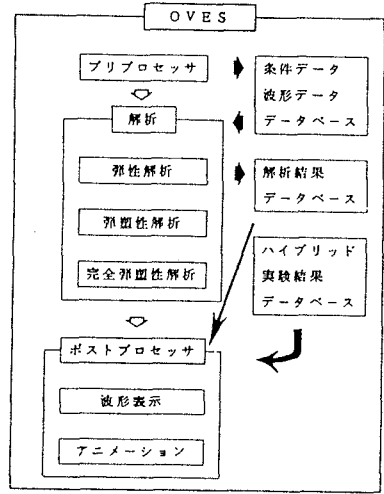 OVES
プリプロセッサ
条件データ
波形データ
データベース
解析
弾性解析
弾塑性解析
完全弾塑性解析
解析結果
データベース
ハイブリッド
実験結果
データベース
ポストプロセッサ
波形表示
アニメーション